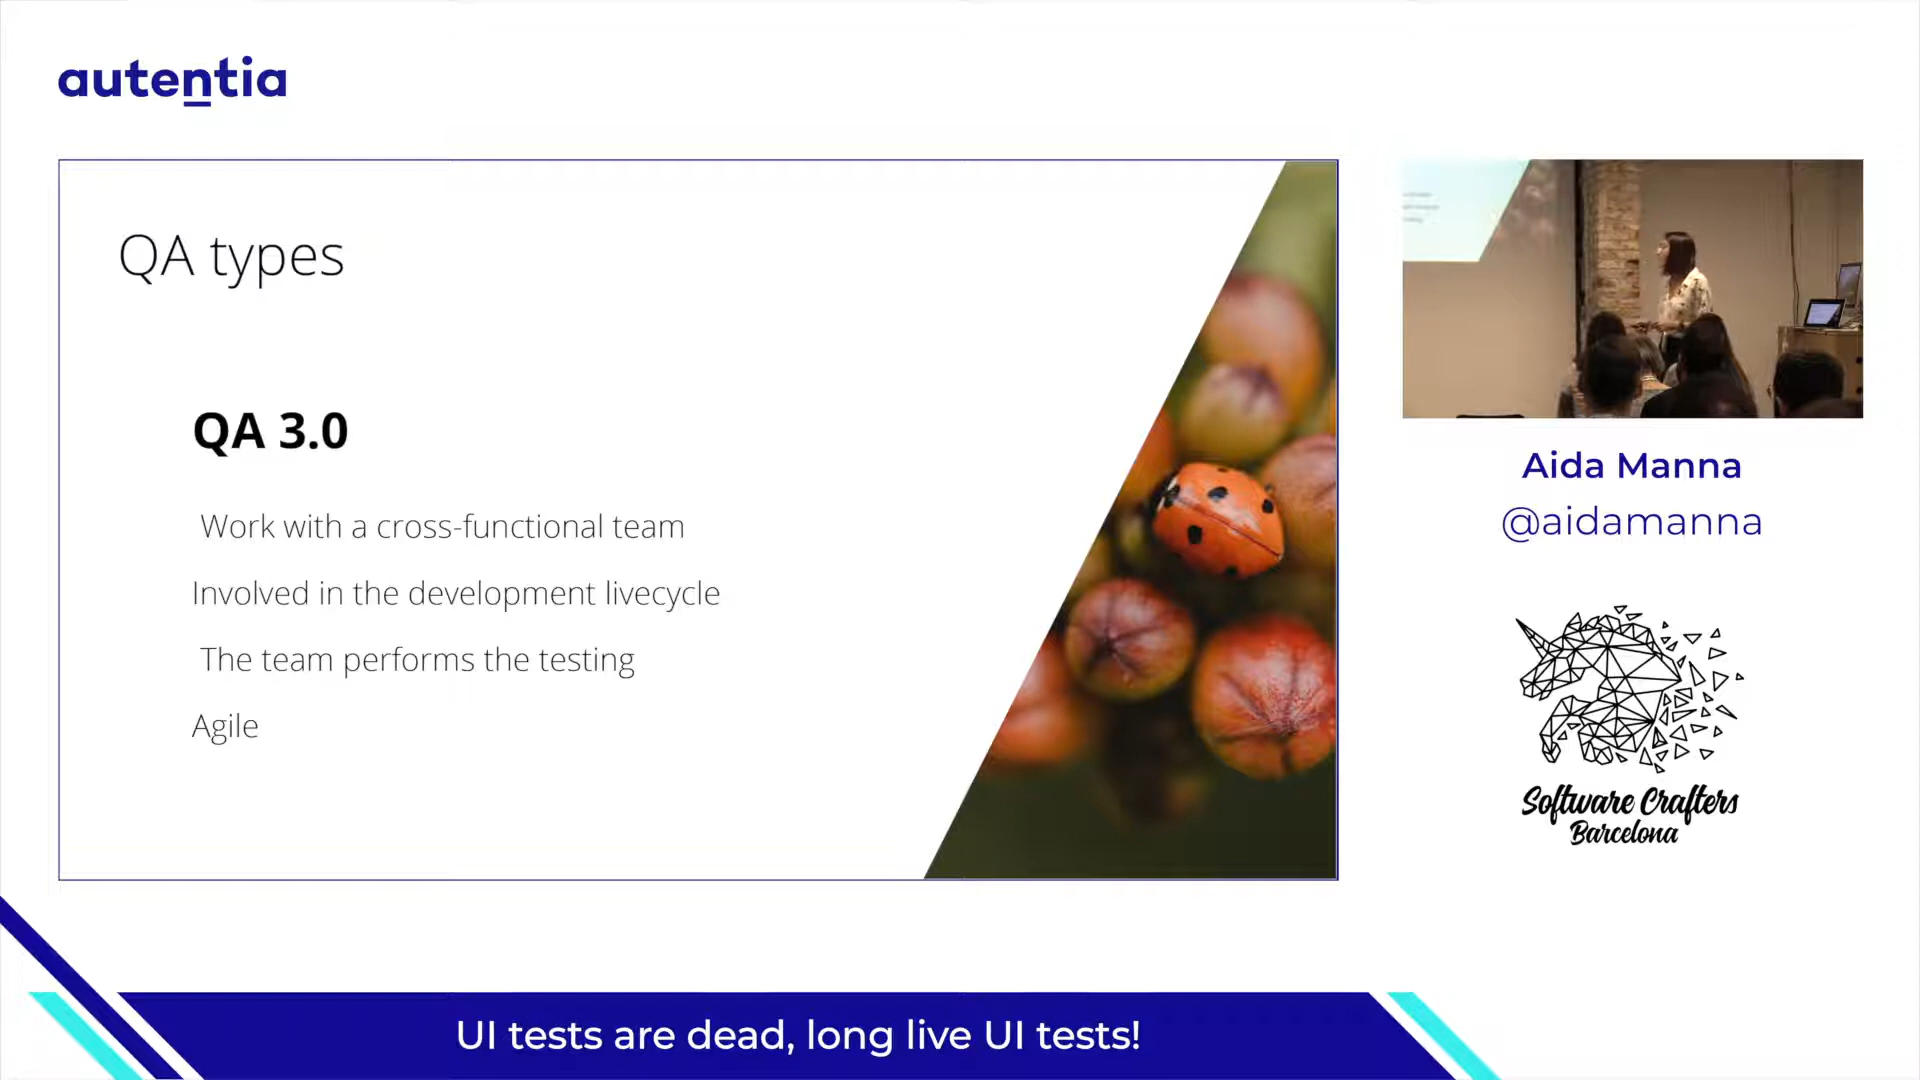 autentia
QA types
QA 3.0
Work with a cross-functional team
Involved in the development livecycle
The team performs the testing
Agile
Aida Manna
@aidamanna
Software Crafters
Barcelona
UI tests are dead, long live UI tests!